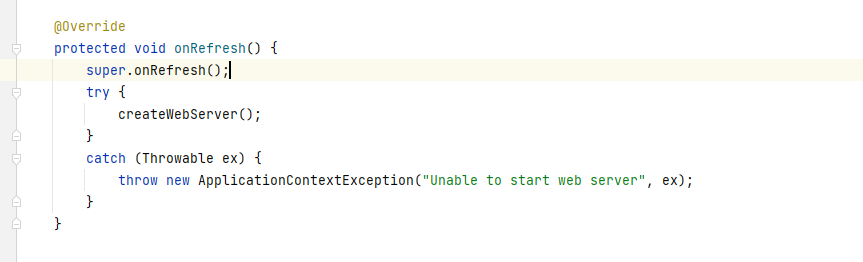 @Override
protected void onRefresh() {
super.onRefresh();
try {
createWebServer();
}
catch (Throwable ex) {
throw new ApplicationContextException("Unable to start web server", ex);
}
}